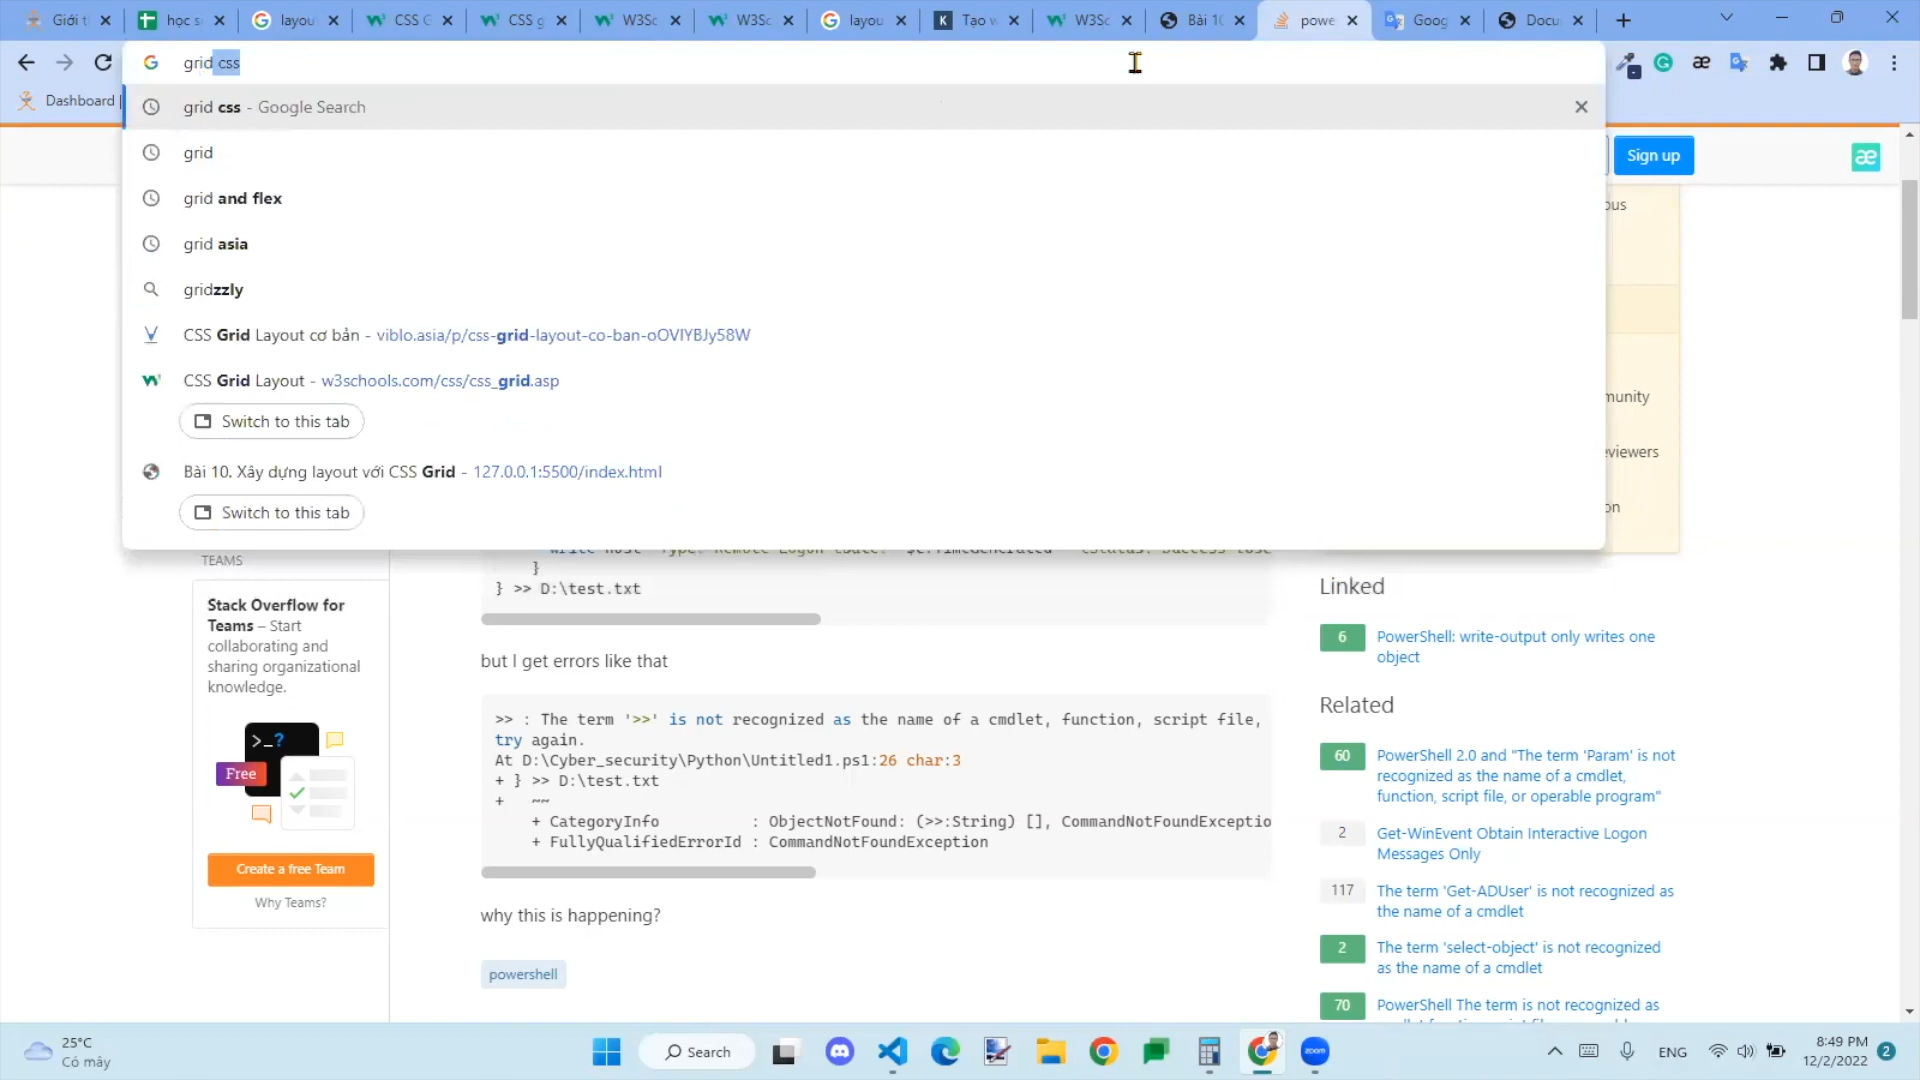 Giới tl
học s
layou
CSS G
CSS g
W3Sc
W3Sc
layou
Tạo w
W3Sc
Bài 10
powe
Goog
Docu
grid css
Dashboard |
grid css - Google Search
grid
grid and flex
grid asia
gridzzly
CSS Grid Layout cơ bản - viblo.asia/p/css-grid-layout-co-ban-oOVlYBJy58W
CSS Grid Layout - w3schools.com/css/css_grid.asp
Switch to this tab
Bài 10. Xây dựng layout với CSS Grid - 127.0.0.1:5500/index.html
Switch to this tab
Sign up
æ
TEAMS
Stack Overflow for
Teams – Start
collaborating and
sharing organizational
knowledge.
>_?
Free
Create a free Team
Why Teams?
}
} >> D:\test.txt
but I get errors like that
>> : The term '>>' is not recognized as the name of a cmdlet, function, script file,
try again.
At D:\Cyber_security\Python\Untitled1.ps1:26 char:3
+ } >> D:\test.txt
+   ~~
+ CategoryInfo          : ObjectNotFound: (>>:String) [], CommandNotFoundExceptio
+ FullyQualifiedErrorId : CommandNotFoundException
why this is happening?
powershell
Linked
6 PowerShell: write-output only writes one
object
Related
60 PowerShell 2.0 and "The term 'Param' is not
recognized as the name of a cmdlet,
function, script file, or operable program"
2 Get-WinEvent Obtain Interactive Logon
Messages Only
117 The term 'Get-ADUser' is not recognized as
the name of a cmdlet
2 The term 'select-object' is not recognized
as the name of a cmdlet
70 PowerShell The term is not recognized as
25°C
Có mây
Search
zoom
ENG
8:49 PM
12/2/2022
2